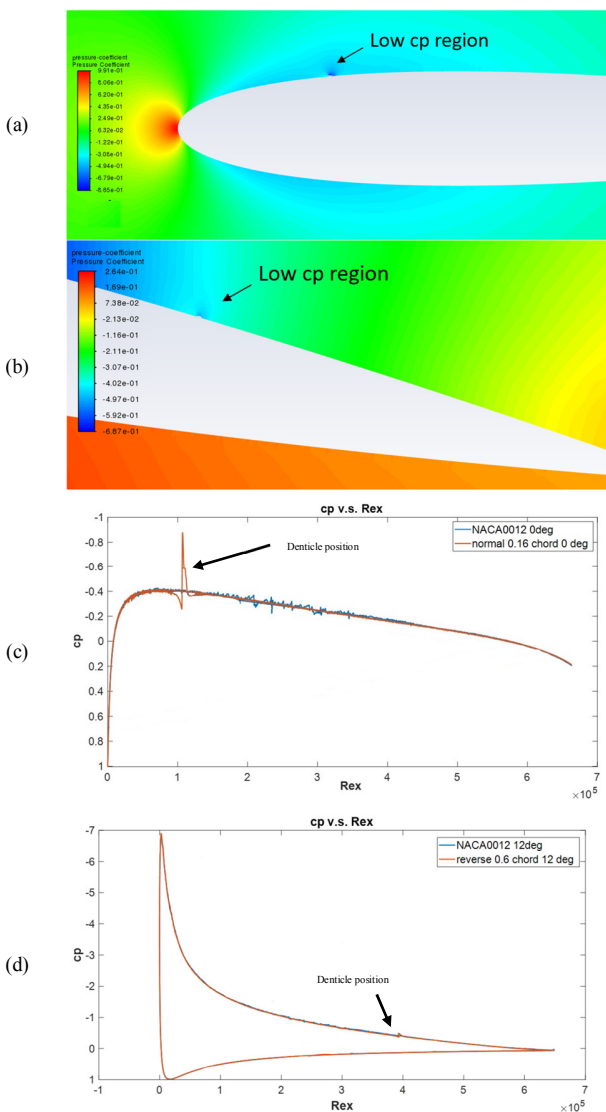 (a)
pressure-coefficient
Pressure Coefficient
9.91e-01
8.06e-01
6.20e-01
4.35e-01
2.49e-01
6.32e-02
-1.22e-01
-3.08e-01
-4.94e-01
-6.79e-01
-8.65e-01
Low cp region
(b)
pressure-coefficient
Pressure Coefficient
2.64e-01
1.69e-01
7.38e-02
-2.13e-02
-1.16e-01
-2.11e-01
-3.07e-01
-4.02e-01
-4.97e-01
-5.92e-01
-6.87e-01
Low cp region
(c)
cp v.s. Rex
NACA0012 0deg
normal 0.16 chord 0 deg
Denticle position
-1
-0.8
-0.6
-0.4
-0.2
0
0.2
0.4
0.6
0.8
1
cp
0 1 2 3 4 5 6 7
Rex
×10⁵
(d)
cp v.s. Rex
NACA0012 12deg
reverse 0.6 chord 12 deg
Denticle position
-7
-6
-5
-4
-3
-2
-1
0
1
cp
-1 0 1 2 3 4 5 6 7
Rex
×10⁵